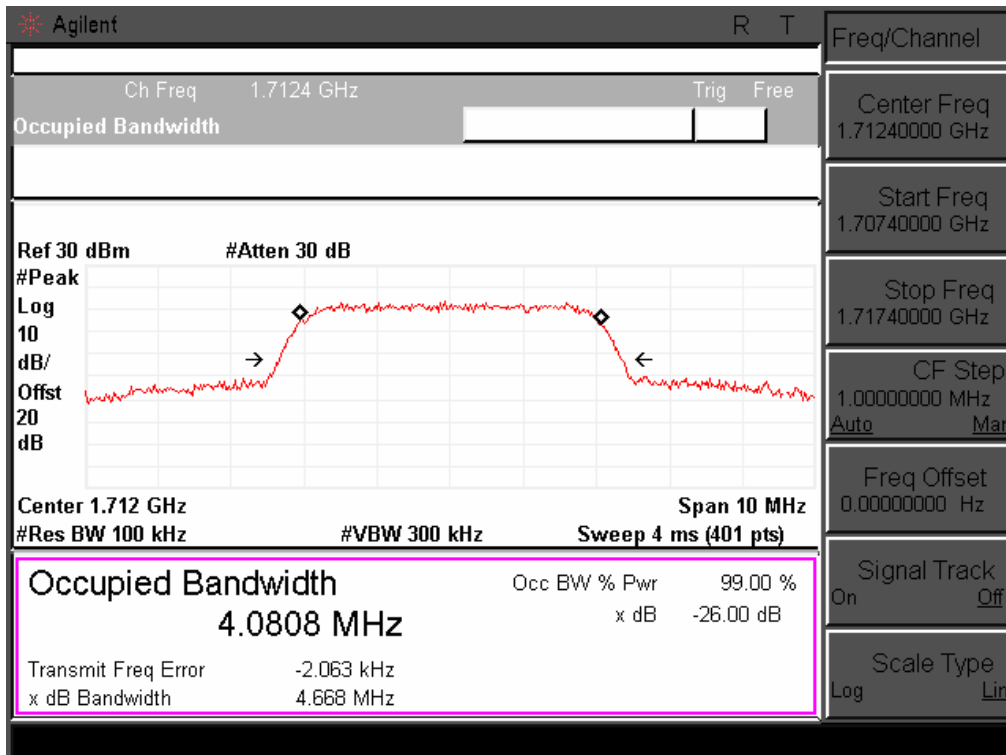 Agilent R T
Ch Freq 1.7124 GHz Trig Free
Occupied Bandwidth
Ref 30 dBm #Atten 30 dB
#Peak
Log
10
dB/
Offst
20
dB
Center 1.712 GHz Span 10 MHz
#Res BW 100 kHz #VBW 300 kHz Sweep 4 ms (401 pts)
Occupied Bandwidth Occ BW % Pwr 99.00 %
4.0808 MHz x dB -26.00 dB
Transmit Freq Error -2.063 kHz
x dB Bandwidth 4.668 MHz
Freq/Channel
Center Freq
1.71240000 GHz
Start Freq
1.70740000 GHz
Stop Freq
1.71740000 GHz
CF Step
1.00000000 MHz
Auto Man
Freq Offset
0.00000000 Hz
Signal Track
On Off
Scale Type
Log Lin